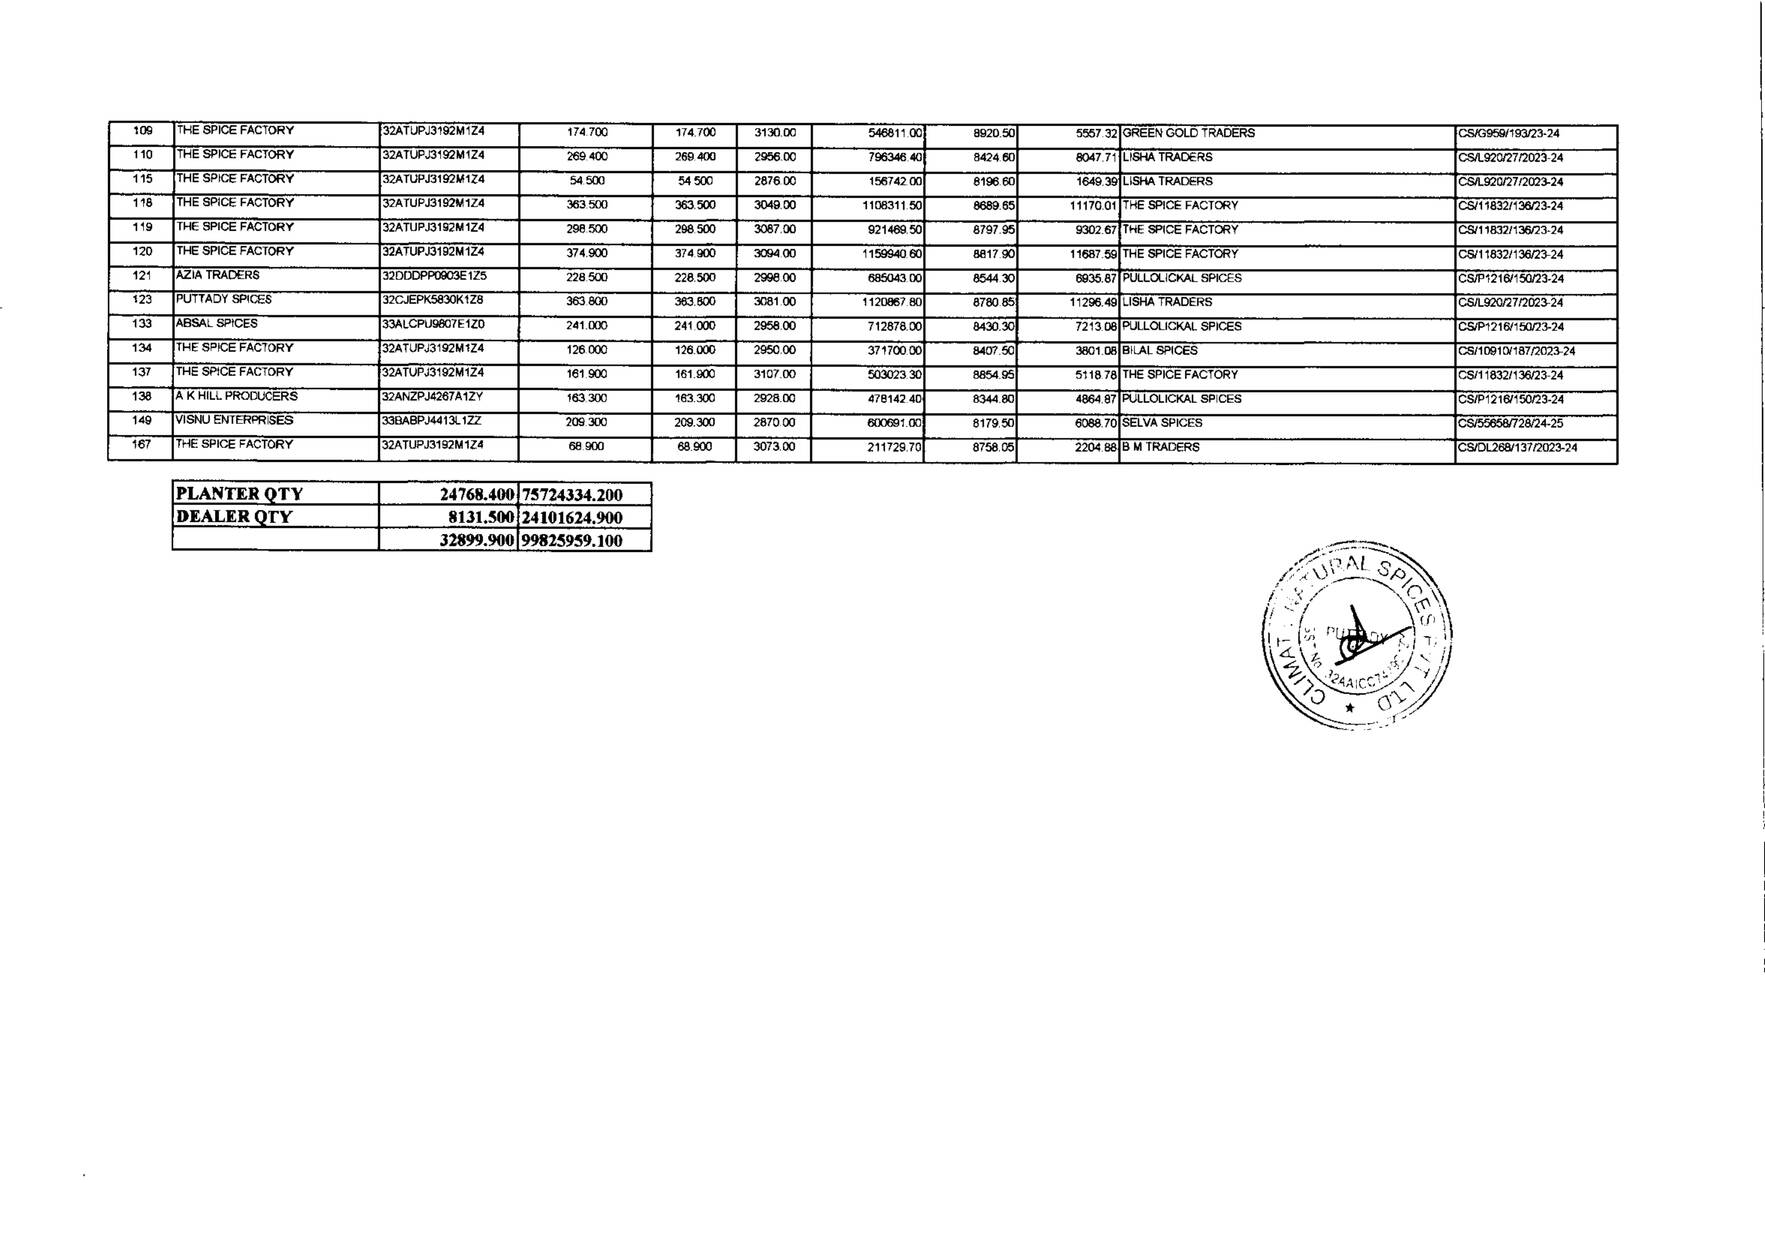 109 THE SPICE FACTORY 32ATUPJ3192M1Z4 174.700 174.700 3130.00 546811.00 8920.50 5557.32 GREEN GOLD TRADERS CS/G959/193/23-24
110 THE SPICE FACTORY 32ATUPJ3192M1Z4 269.400 269.400 2956.00 796346.40 8424.60 8047.71 LISHA TRADERS CS/L920/27/2023-24
115 THE SPICE FACTORY 32ATUPJ3192M1Z4 54.500 54.500 2876.00 156742.00 8196.60 1649.39 LISHA TRADERS CS/L920/27/2023-24
118 THE SPICE FACTORY 32ATUPJ3192M1Z4 363.500 363.500 3049.00 1108311.50 8689.65 11170.01 THE SPICE FACTORY CS/11832/136/23-24
119 THE SPICE FACTORY 32ATUPJ3192M1Z4 298.500 298.500 3087.00 921469.50 8797.95 9302.67 THE SPICE FACTORY CS/11832/136/23-24
120 THE SPICE FACTORY 32ATUPJ3192M1Z4 374.900 374.900 3094.00 1159940.60 8817.90 11687.59 THE SPICE FACTORY CS/11832/136/23-24
121 AZIA TRADERS 32DDDPP0903E1Z5 228.500 228.500 2998.00 685043.00 8544.30 6935.87 PULLOLICKAL SPICES CS/P1216/150/23-24
123 PUTTADY SPICES 32CJEPK5830K1Z8 363.800 363.800 3081.00 1120867.80 8780.85 11296.49 LISHA TRADERS CS/L920/27/2023-24
133 ABSAL SPICES 33ALCPU9807E1Z0 241.000 241.000 2958.00 712878.00 8430.30 7213.08 PULLOLICKAL SPICES CS/P1216/150/23-24
134 THE SPICE FACTORY 32ATUPJ3192M1Z4 126.000 126.000 2950.00 371700.00 8407.50 3801.08 BILAL SPICES CS/10910/187/2023-24
137 THE SPICE FACTORY 32ATUPJ3192M1Z4 161.900 161.900 3107.00 503023.30 8854.95 5118.78 THE SPICE FACTORY CS/11832/136/23-24
138 A K HILL PRODUCERS 32ANZPJ4267A1ZY 163.300 163.300 2928.00 478142.40 8344.80 4864.87 PULLOLICKAL SPICES CS/P1216/150/23-24
149 VISNU ENTERPRISES 33BABPJ4413L1ZZ 209.300 209.300 2870.00 600691.00 8179.50 6088.70 SELVA SPICES CS/55658/728/24-25
167 THE SPICE FACTORY 32ATUPJ3192M1Z4 68.900 68.900 3073.00 211729.70 8758.05 2204.88 B M TRADERS CS/DL268/137/2023-24
PLANTER QTY 24768.400 75724334.200
DEALER QTY 8131.500 24101624.900
32899.900 99825959.100
NATURAL SPICES PVT LTD
PUTTADY